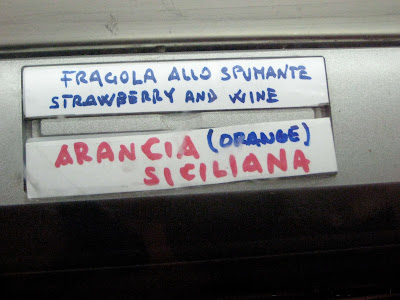 FRAGOLA ALLO SPUMANTE
STRAWBERRY AND WINE
ARANCIA (ORANGE)
SICILIANA